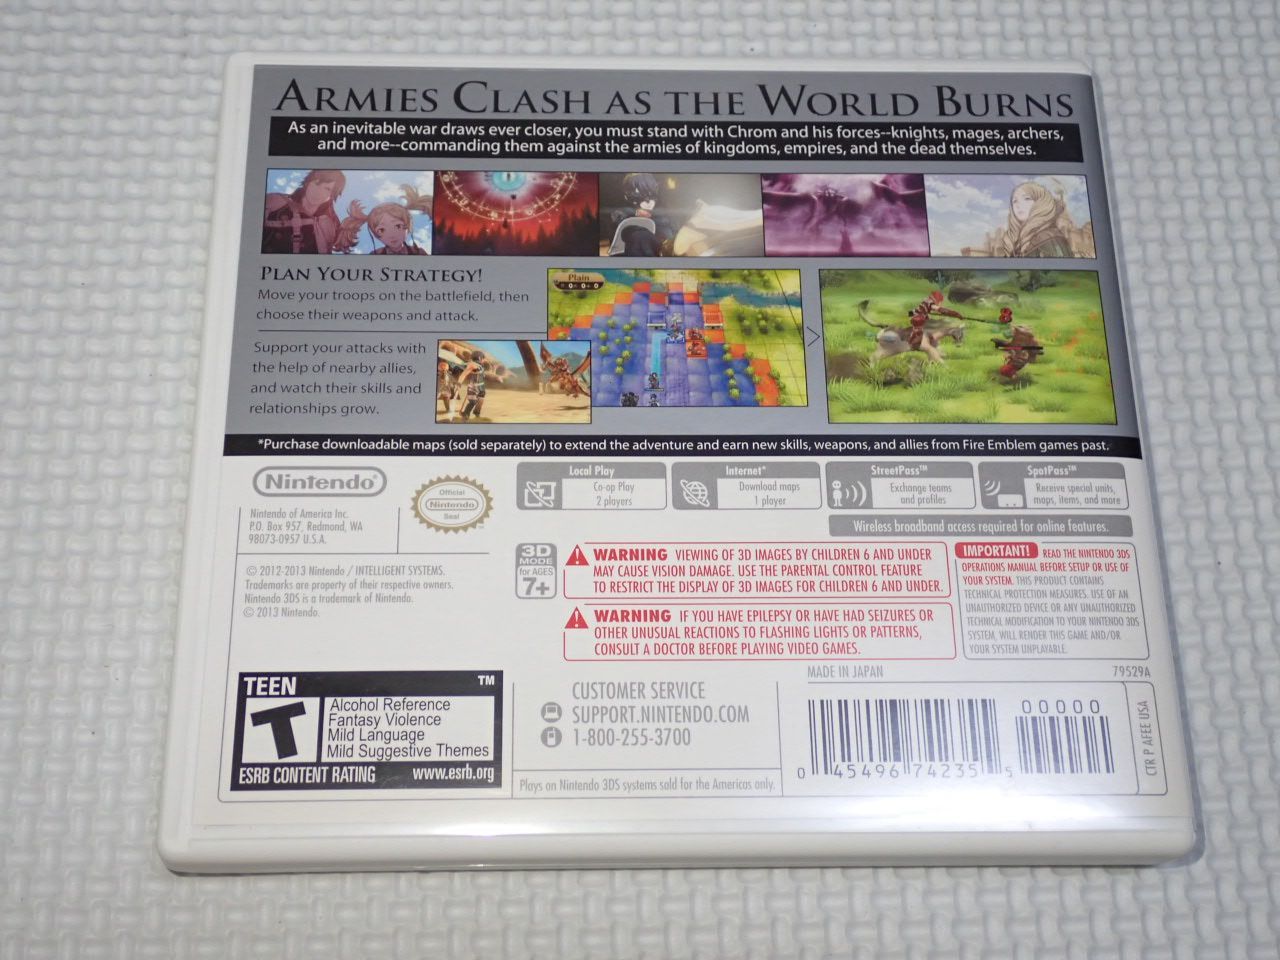 ARMIES CLASH AS THE WORLD BURNS
As an inevitable war draws ever closer, you must stand with Chrom and his forces--knights, mages, archers,
and more--commanding them against the armies of kingdoms, empires, and the dead themselves.
PLAN YOUR STRATEGY!
Move your troops on the battlefield, then
choose their weapons and attack.
Support your attacks with
the help of nearby allies,
and watch their skills and
relationships grow.
Plain
*Purchase downloadable maps (sold separately) to extend the adventure and earn new skills, weapons, and allies from Fire Emblem games past.
Nintendo®
Nintendo of America Inc.
P.O. Box 957, Redmond, WA
98073-0957 U.S.A.
Official
Nintendo
Seal
Local Play
Co-op Play
2 players
Internet*
Download maps
1 player
StreetPass™
Exchange teams
and profiles
SpotPass™
Receive special units,
maps, items, and more
Wireless broadband access required for online features.
© 2012-2013 Nintendo / INTELLIGENT SYSTEMS.
Trademarks are property of their respective owners.
Nintendo 3DS is a trademark of Nintendo.
© 2013 Nintendo.
3D
MODE
for AGES
7+
WARNING VIEWING OF 3D IMAGES BY CHILDREN 6 AND UNDER
MAY CAUSE VISION DAMAGE. USE THE PARENTAL CONTROL FEATURE
TO RESTRICT THE DISPLAY OF 3D IMAGES FOR CHILDREN 6 AND UNDER.
WARNING IF YOU HAVE EPILEPSY OR HAVE HAD SEIZURES OR
OTHER UNUSUAL REACTIONS TO FLASHING LIGHTS OR PATTERNS,
CONSULT A DOCTOR BEFORE PLAYING VIDEO GAMES.
IMPORTANT! READ THE NINTENDO 3DS
OPERATIONS MANUAL BEFORE SETUP OR USE OF
YOUR SYSTEM. THIS PRODUCT CONTAINS
TECHNICAL PROTECTION MEASURES. USE OF AN
UNAUTHORIZED DEVICE OR ANY UNAUTHORIZED
TECHNICAL MODIFICATION TO YOUR NINTENDO 3DS
SYSTEM, WILL RENDER THIS GAME AND/OR
YOUR SYSTEM UNPLAYABLE.
TEEN ™
T
Alcohol Reference
Fantasy Violence
Mild Language
Mild Suggestive Themes
ESRB CONTENT RATING www.esrb.org
CUSTOMER SERVICE
SUPPORT.NINTENDO.COM
1-800-255-3700
Plays on Nintendo 3DS systems sold for the Americas only.
MADE IN JAPAN
79529A
0 45496 74235 5
00000
CTR P AFEE USA